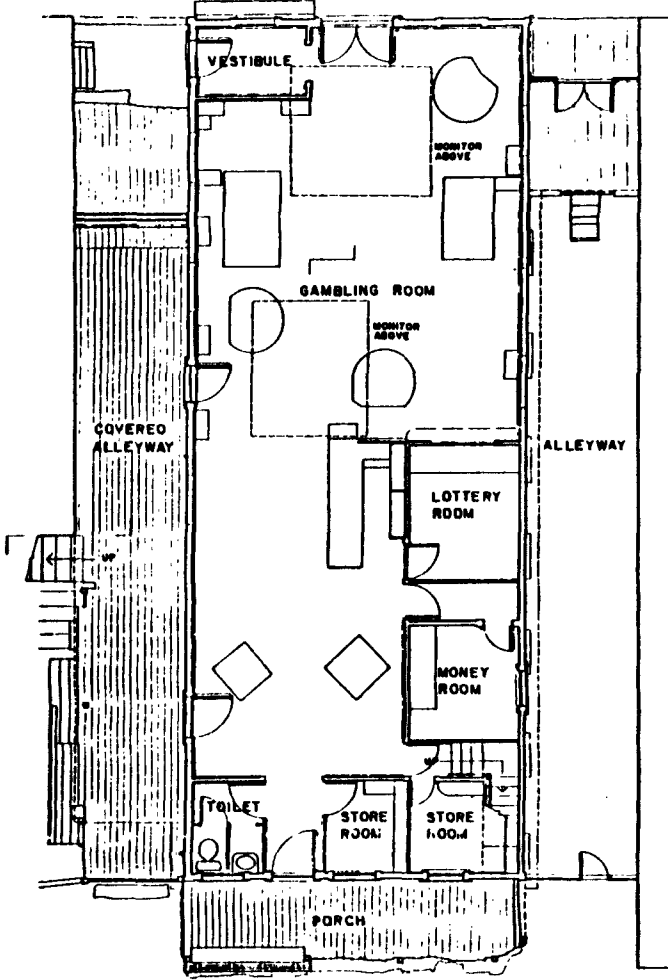 VESTIBULE
MONITOR
ABOVE
GAMBLING ROOM
MONITOR
ABOVE
COVERED
ALLEYWAY
ALLEYWAY
LOTTERY
ROOM
UP
MONEY
ROOM
TOILET
STORE
ROOM
STORE
ROOM
PORCH